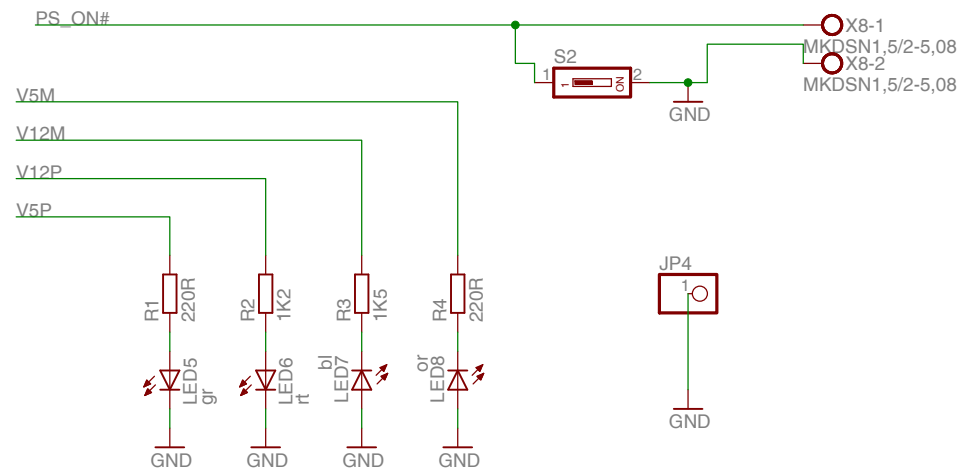 PS_ON#
X8-1
MKDSN1,5/2-5,08
X8-2
MKDSN1,5/2-5,08
S2
1
2
1
ON
GND
V5M
V12M
V12P
V5P
R1
220R
R2
1K2
R3
1K5
R4
220R
JP4
1
LED5
gr
LED6
rt
bl
LED7
or
LED8
GND
GND
GND
GND
GND